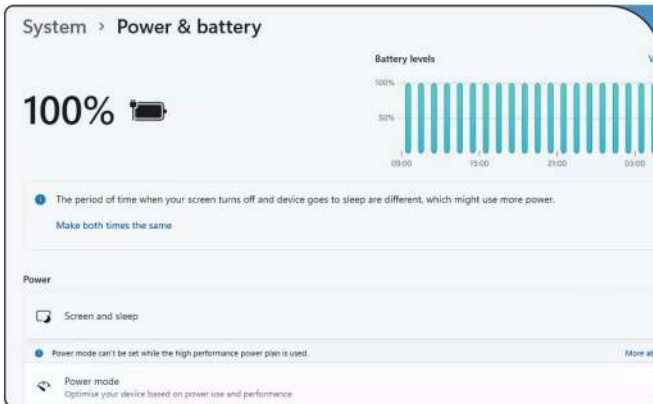 System > Power & battery
Battery levels
100%
100%
50%
09:00 15:00 21:00 03:00
The period of time when your screen turns off and device goes to sleep are different, which might use more power.
Make both times the same
Power
Screen and sleep
Power mode can't be set while the high performance power plan is used. More
Power mode
Optimise your device based on power use and performance